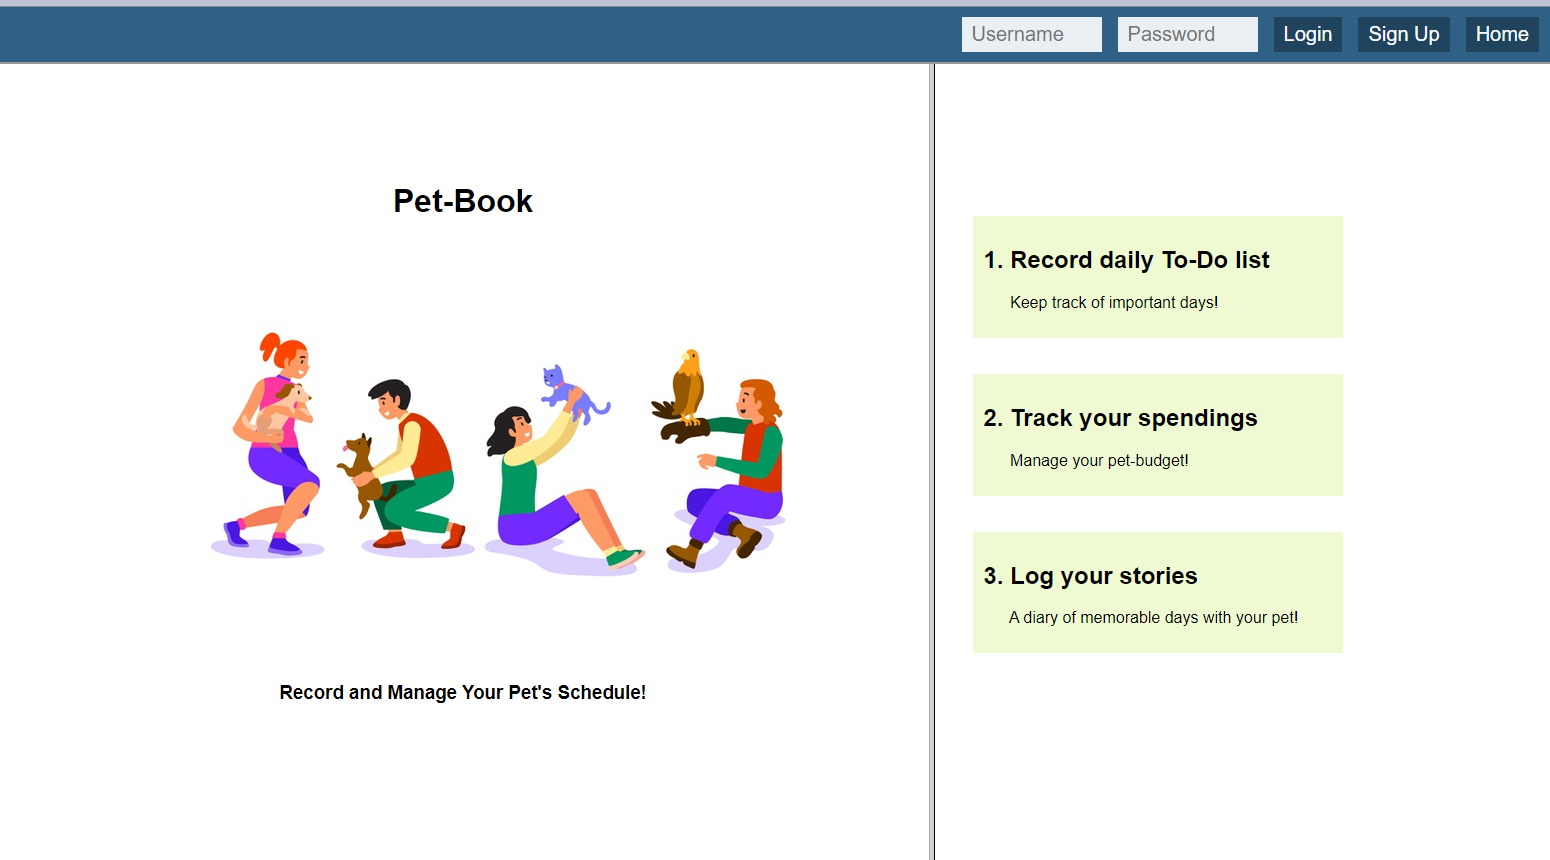 Username Password Login Sign Up Home
Pet-Book
Record and Manage Your Pet's Schedule!
1. Record daily To-Do list
Keep track of important days!
2. Track your spendings
Manage your pet-budget!
3. Log your stories
A diary of memorable days with your pet!